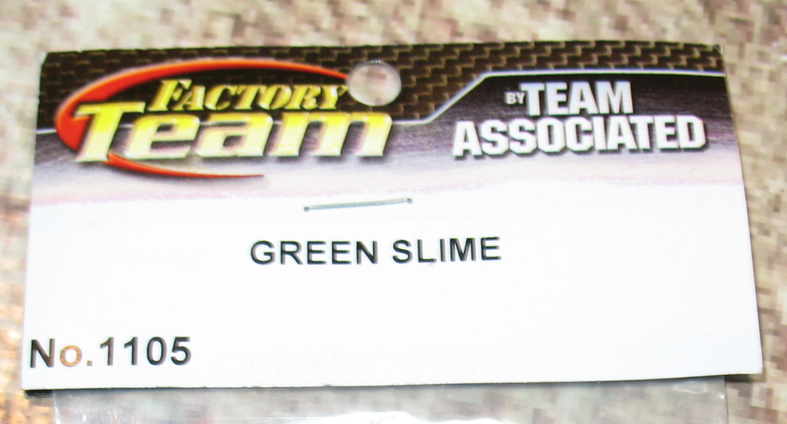 FACTORY
Team
BY TEAM
ASSOCIATED
GREEN SLIME
No.1105